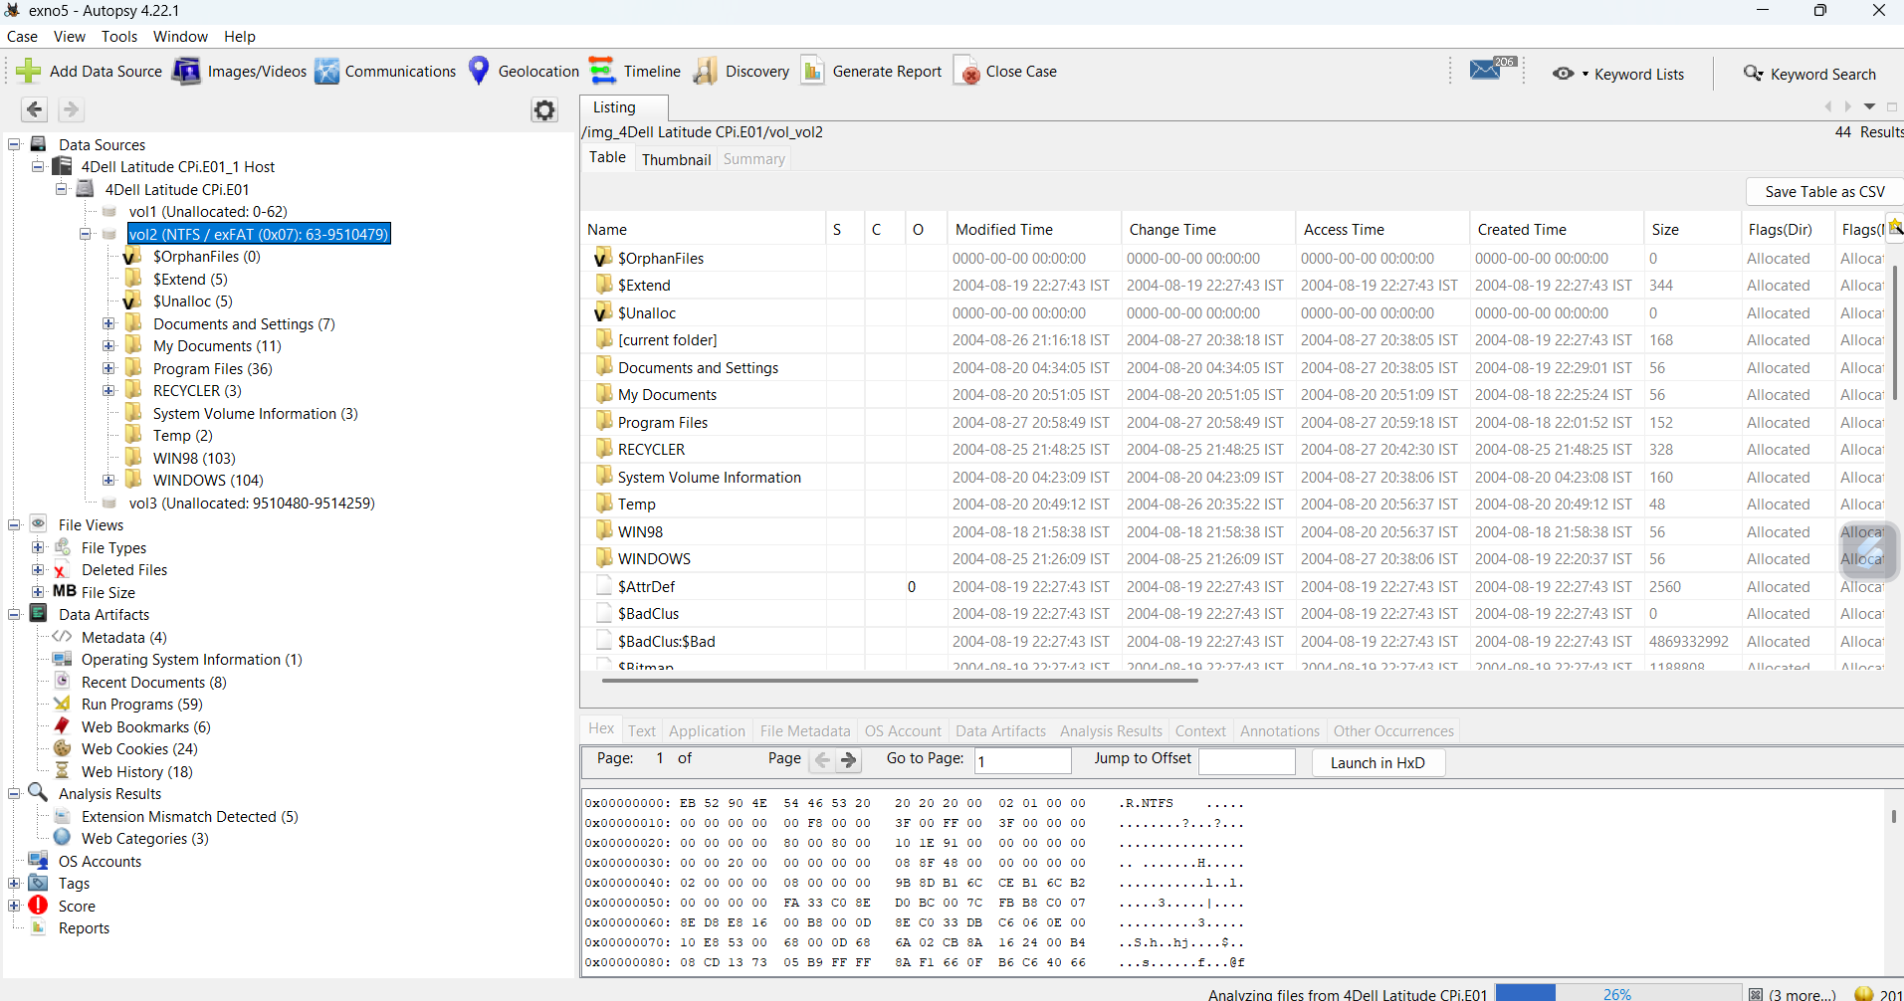 exno5 - Autopsy 4.22.1
Case View Tools Window Help
Add Data Source Images/Videos Communications Geolocation Timeline Discovery Generate Report Close Case 206 Keyword Lists Keyword Search
Listing
/img_4Dell Latitude CPi.E01/vol_vol2 44 Results
Table Thumbnail Summary
Save Table as CSV
Data Sources
4Dell Latitude CPi.E01_1 Host
4Dell Latitude CPi.E01
vol1 (Unallocated: 0-62)
vol2 (NTFS / exFAT (0x07): 63-9510479)
$OrphanFiles (0)
$Extend (5)
$Unalloc (5)
Documents and Settings (7)
My Documents (11)
Program Files (36)
RECYCLER (3)
System Volume Information (3)
Temp (2)
WIN98 (103)
WINDOWS (104)
vol3 (Unallocated: 9510480-9514259)
File Views
File Types
Deleted Files
MB File Size
Data Artifacts
Metadata (4)
Operating System Information (1)
Recent Documents (8)
Run Programs (59)
Web Bookmarks (6)
Web Cookies (24)
Web History (18)
Analysis Results
Extension Mismatch Detected (5)
Web Categories (3)
OS Accounts
Tags
Score
Reports
Name S C O Modified Time Change Time Access Time Created Time Size Flags(Dir) Flags(
$OrphanFiles 0000-00-00 00:00:00 0000-00-00 00:00:00 0000-00-00 00:00:00 0000-00-00 00:00:00 0 Allocated Alloca
$Extend 2004-08-19 22:27:43 IST 2004-08-19 22:27:43 IST 2004-08-19 22:27:43 IST 2004-08-19 22:27:43 IST 344 Allocated Alloca
$Unalloc 0000-00-00 00:00:00 0000-00-00 00:00:00 0000-00-00 00:00:00 0000-00-00 00:00:00 0 Allocated Alloca
[current folder] 2004-08-26 21:16:18 IST 2004-08-27 20:38:18 IST 2004-08-27 20:38:05 IST 2004-08-19 22:27:43 IST 168 Allocated Alloca
Documents and Settings 2004-08-20 04:34:05 IST 2004-08-20 04:34:05 IST 2004-08-27 20:38:05 IST 2004-08-19 22:29:01 IST 56 Allocated Alloca
My Documents 2004-08-20 20:51:05 IST 2004-08-20 20:51:05 IST 2004-08-20 20:51:09 IST 2004-08-18 22:25:24 IST 56 Allocated Alloca
Program Files 2004-08-27 20:58:49 IST 2004-08-27 20:58:49 IST 2004-08-27 20:59:18 IST 2004-08-18 22:01:52 IST 152 Allocated Alloca
RECYCLER 2004-08-25 21:48:25 IST 2004-08-25 21:48:25 IST 2004-08-27 20:42:30 IST 2004-08-25 21:48:25 IST 328 Allocated Alloca
System Volume Information 2004-08-20 04:23:09 IST 2004-08-20 04:23:09 IST 2004-08-27 20:38:06 IST 2004-08-20 04:23:08 IST 160 Allocated Alloca
Temp 2004-08-20 20:49:12 IST 2004-08-26 20:35:22 IST 2004-08-20 20:56:37 IST 2004-08-20 20:49:12 IST 48 Allocated Alloca
WIN98 2004-08-18 21:58:38 IST 2004-08-18 21:58:38 IST 2004-08-20 20:56:37 IST 2004-08-18 21:58:38 IST 56 Allocated Alloca
WINDOWS 2004-08-25 21:26:09 IST 2004-08-25 21:26:09 IST 2004-08-27 20:38:06 IST 2004-08-19 22:20:37 IST 56 Allocated Alloca
$AttrDef 0 2004-08-19 22:27:43 IST 2004-08-19 22:27:43 IST 2004-08-19 22:27:43 IST 2004-08-19 22:27:43 IST 2560 Allocated Alloca
$BadClus 2004-08-19 22:27:43 IST 2004-08-19 22:27:43 IST 2004-08-19 22:27:43 IST 2004-08-19 22:27:43 IST 0 Allocated Alloca
$BadClus:$Bad 2004-08-19 22:27:43 IST 2004-08-19 22:27:43 IST 2004-08-19 22:27:43 IST 2004-08-19 22:27:43 IST 4869332992 Allocated Alloca
$Bitmap 2004-08-19 22:27:43 IST 2004-08-19 22:27:43 IST 2004-08-19 22:27:43 IST 2004-08-19 22:27:43 IST 1188808 Allocated Alloca
Hex Text Application File Metadata OS Account Data Artifacts Analysis Results Context Annotations Other Occurrences
Page: 1 of Page Go to Page: 1 Jump to Offset Launch in HxD
0x00000000: EB 52 90 4E 54 46 53 20 20 20 20 00 02 01 00 00 .R.NTFS .....
0x00000010: 00 00 00 00 00 F8 00 00 3F 00 FF 00 3F 00 00 00 ........?...?...
0x00000020: 00 00 00 00 80 00 80 00 10 1E 91 00 00 00 00 00 ................
0x00000030: 00 00 20 00 00 00 00 00 08 8F 48 00 00 00 00 00 .. .......H.....
0x00000040: 02 00 00 00 08 00 00 00 9B 8D B1 6C CE B1 6C B2 ...........l..l.
0x00000050: 00 00 00 00 FA 33 C0 8E D0 BC 00 7C FB B8 C0 07 .....3.....|....
0x00000060: 8E D8 E8 16 00 B8 00 0D 8E C0 33 DB C6 06 0E 00 ..........3.....
0x00000070: 10 E8 53 00 68 00 0D 68 6A 02 CB 8A 16 24 00 B4 ..S.h..hj....$..
0x00000080: 08 CD 13 73 05 B9 FF FF 8A F1 66 0F B6 C6 40 66 ...s......f...@f
Analyzing files from 4Dell Latitude CPi.E01 26% (3 more...) 201